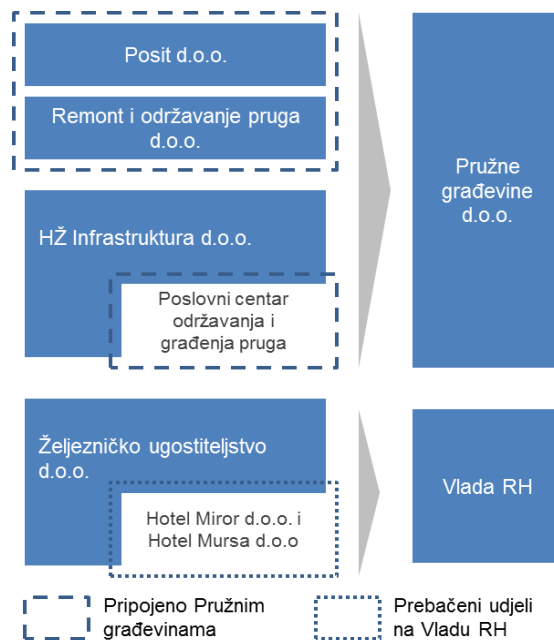 Posit d.o.o.
Remont i održavanje pruga
d.o.o.
Pružne
građevine
d.o.o.
HŽ Infrastruktura d.o.o.
Poslovni centar
održavanja i
građenja pruga
Željezničko ugostiteljstvo
d.o.o.
Hotel Miror d.o.o. i
Hotel Mursa d.o.o
Vlada RH
Pripojeno Pružnim
građevinama
Prebačeni udjeli
na Vladu RH